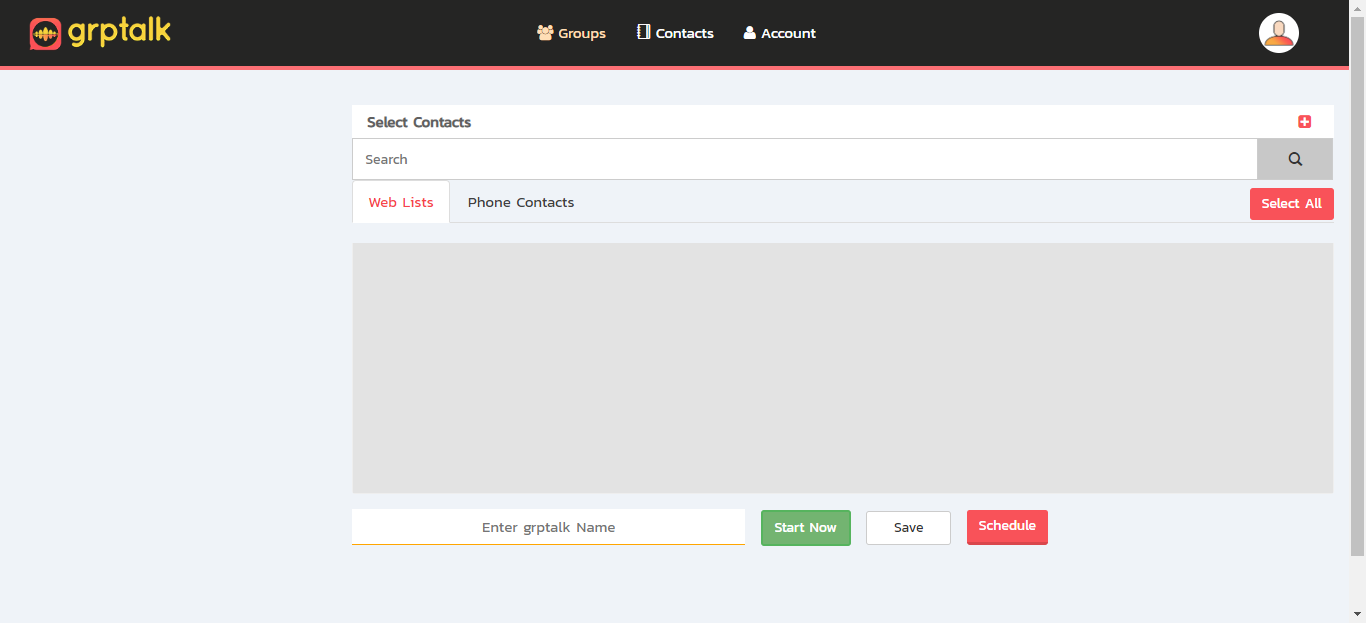 grptalk
Groups
Contacts
Account
Select Contacts
Search
Web Lists
Phone Contacts
Select All
Enter grptalk Name
Start Now
Save
Schedule